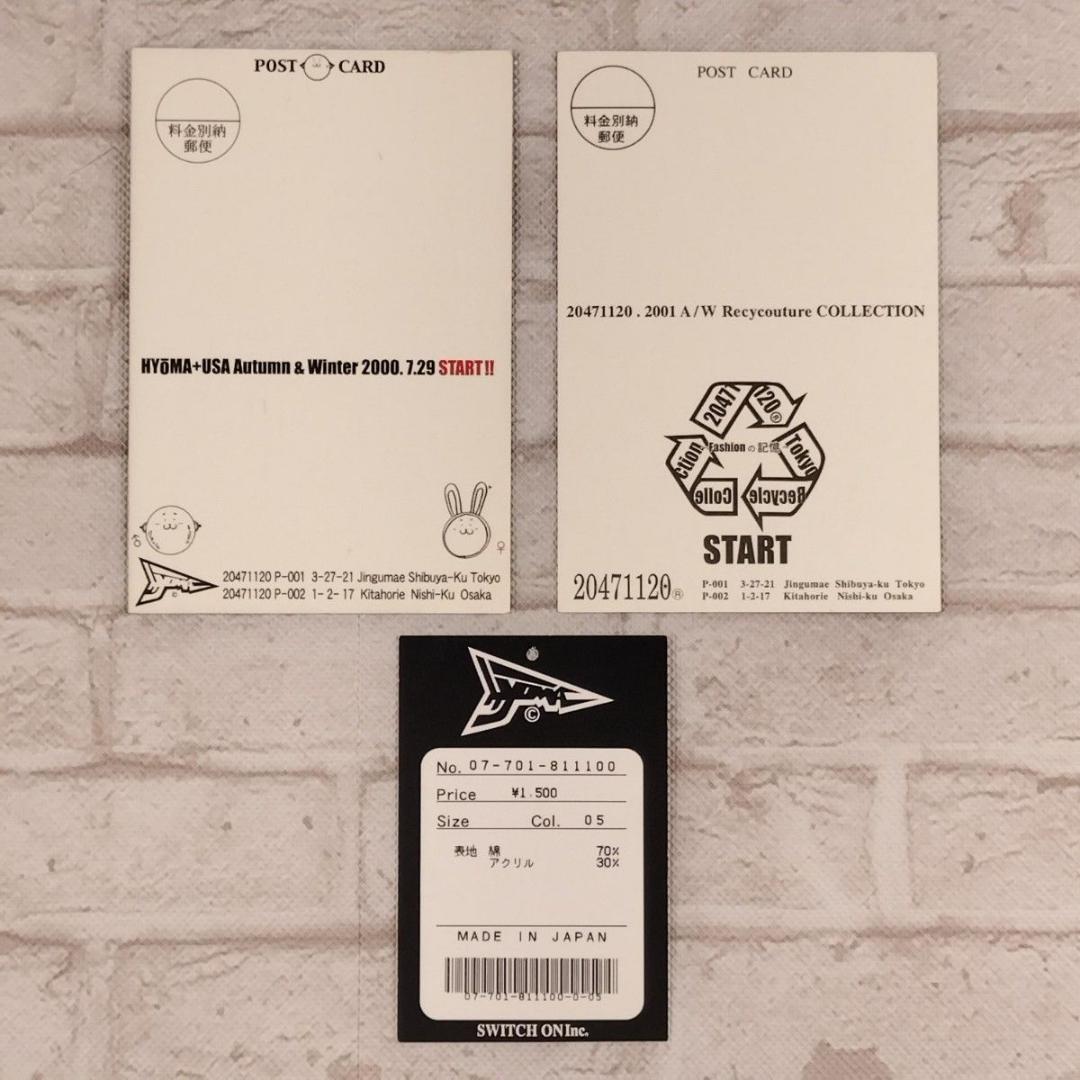 POST CARD
料金別納
郵便
HYōMA+USA Autumn & Winter 2000. 7.29 START!!
HYōMA
©
20471120 P-001 3-27-21 Jingumae Shibuya-Ku Tokyo
20471120 P-002 1-2-17 Kitahorie Nishi-Ku Osaka
POST CARD
料金別納
郵便
20471120 . 2001 A/W Recycouture COLLECTION
20471120
Tokyo
Recycle
Collection
Fashionの記憶
START
20471120®
P-001 3-27-21 Jingumae Shibuya-ku Tokyo
P-002 1-2-17 Kitahorie Nishi-ku Osaka
HYōMA
©
No. 07-701-811100
Price ¥1.500
Size Col. 05
表地 綿 70%
アクリル 30%
MADE IN JAPAN
07-701-811100-0-05
SWITCH ON Inc.